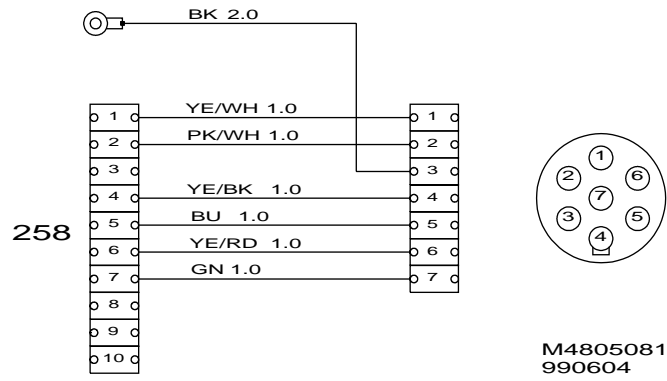 BK 2.0
1 YE/WH 1.0 1
2 PK/WH 1.0 2
3 3
4 YE/BK 1.0 4
258 5 BU 1.0 5
6 YE/RD 1.0 6
7 GN 1.0 7
8
9
10
1
2 6
7
3 5
4
M4805081
990604